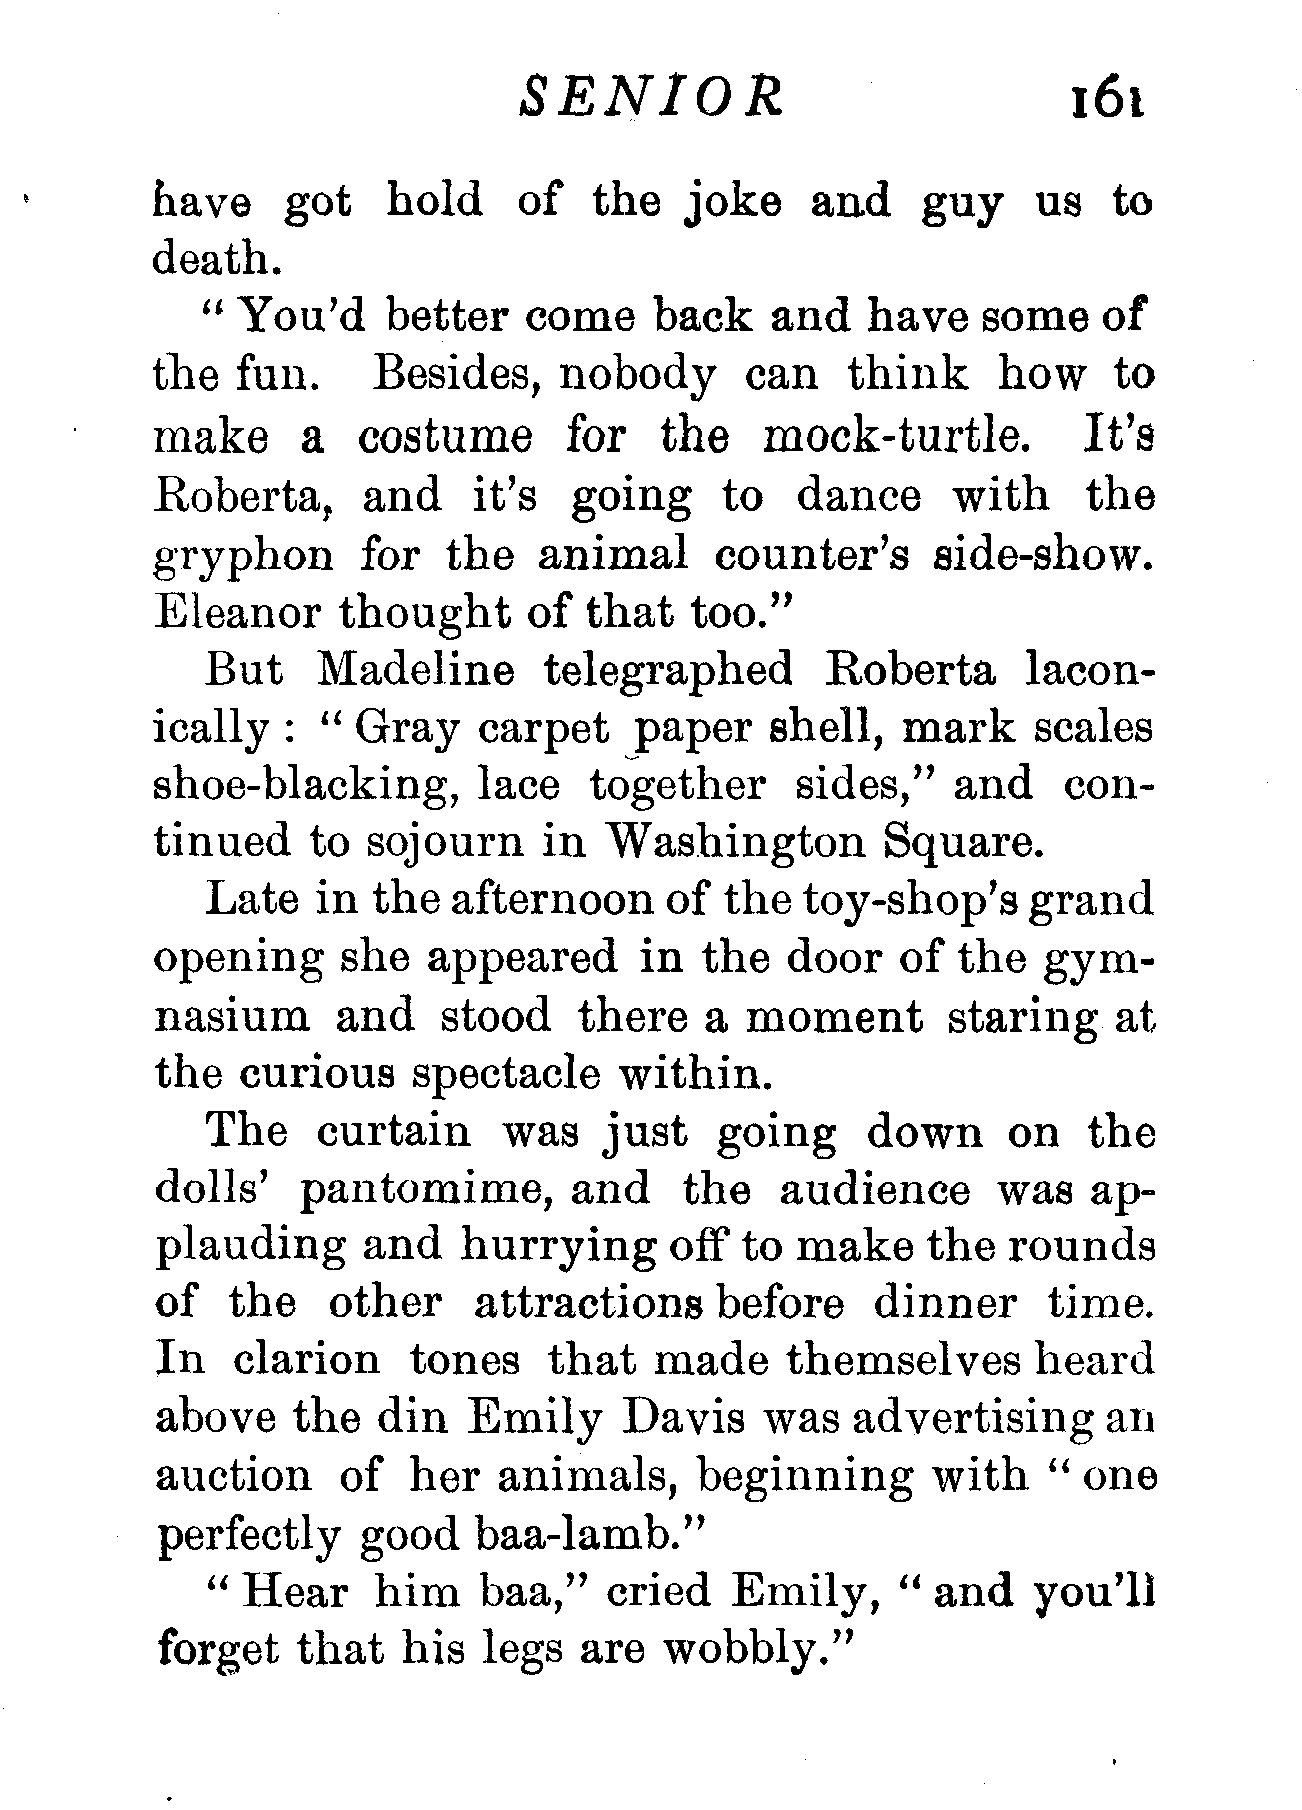 SENIOR 161
have got hold of the joke and guy us to
death.
" You'd better come back and have some of
the fun. Besides, nobody can think how to
make a costume for the mock-turtle. It's
Roberta, and it's going to dance with the
gryphon for the animal counter's side-show.
Eleanor thought of that too."
But Madeline telegraphed Roberta lacon-
ically : " Gray carpet paper shell, mark scales
shoe-blacking, lace together sides," and con-
tinued to sojourn in Washington Square.
Late in the afternoon of the toy-shop's grand
opening she appeared in the door of the gym-
nasium and stood there a moment staring at
the curious spectacle within.
The curtain was just going down on the
dolls' pantomime, and the audience was ap-
plauding and hurrying off to make the rounds
of the other attractions before dinner time.
In clarion tones that made themselves heard
above the din Emily Davis was advertising an
auction of her animals, beginning with " one
perfectly good baa-lamb."
" Hear him baa," cried Emily, " and you'll
forget that his legs are wobbly."